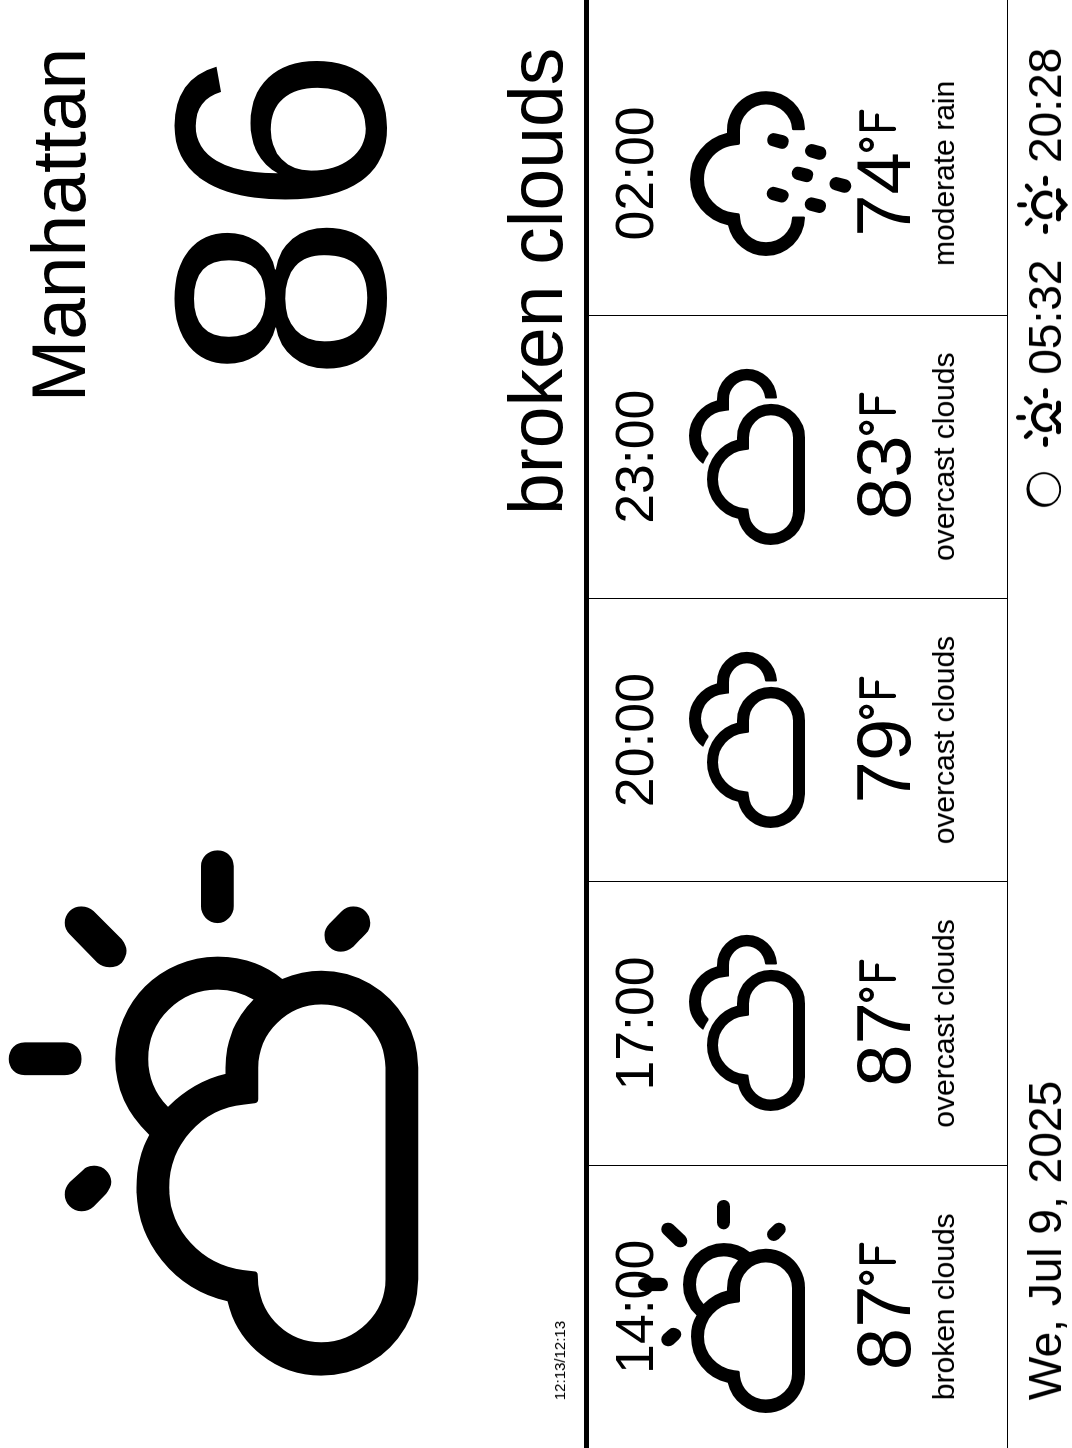 Manhattan
86
12:13/12:13
broken clouds
14:00 17:00 20:00 23:00 02:00
87°F 87°F 79°F 83°F 74°F
broken clouds overcast clouds overcast clouds overcast clouds moderate rain
We, Jul 9, 2025 05:32 20:28